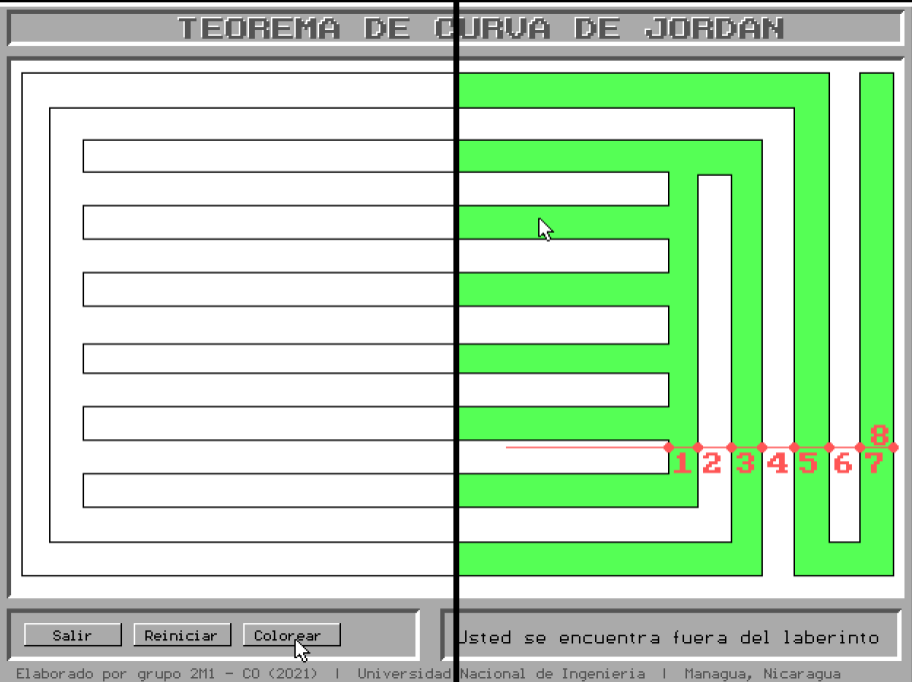 TEOREMA DE CURVA DE JORDAN
1 2 3 4 5 6 7 8
Salir Reiniciar Colorear
Usted se encuentra fuera del laberinto
Elaborado por grupo 2M1 - CO (2021) | Universidad Nacional de Ingenieria | Managua, Nicaragua